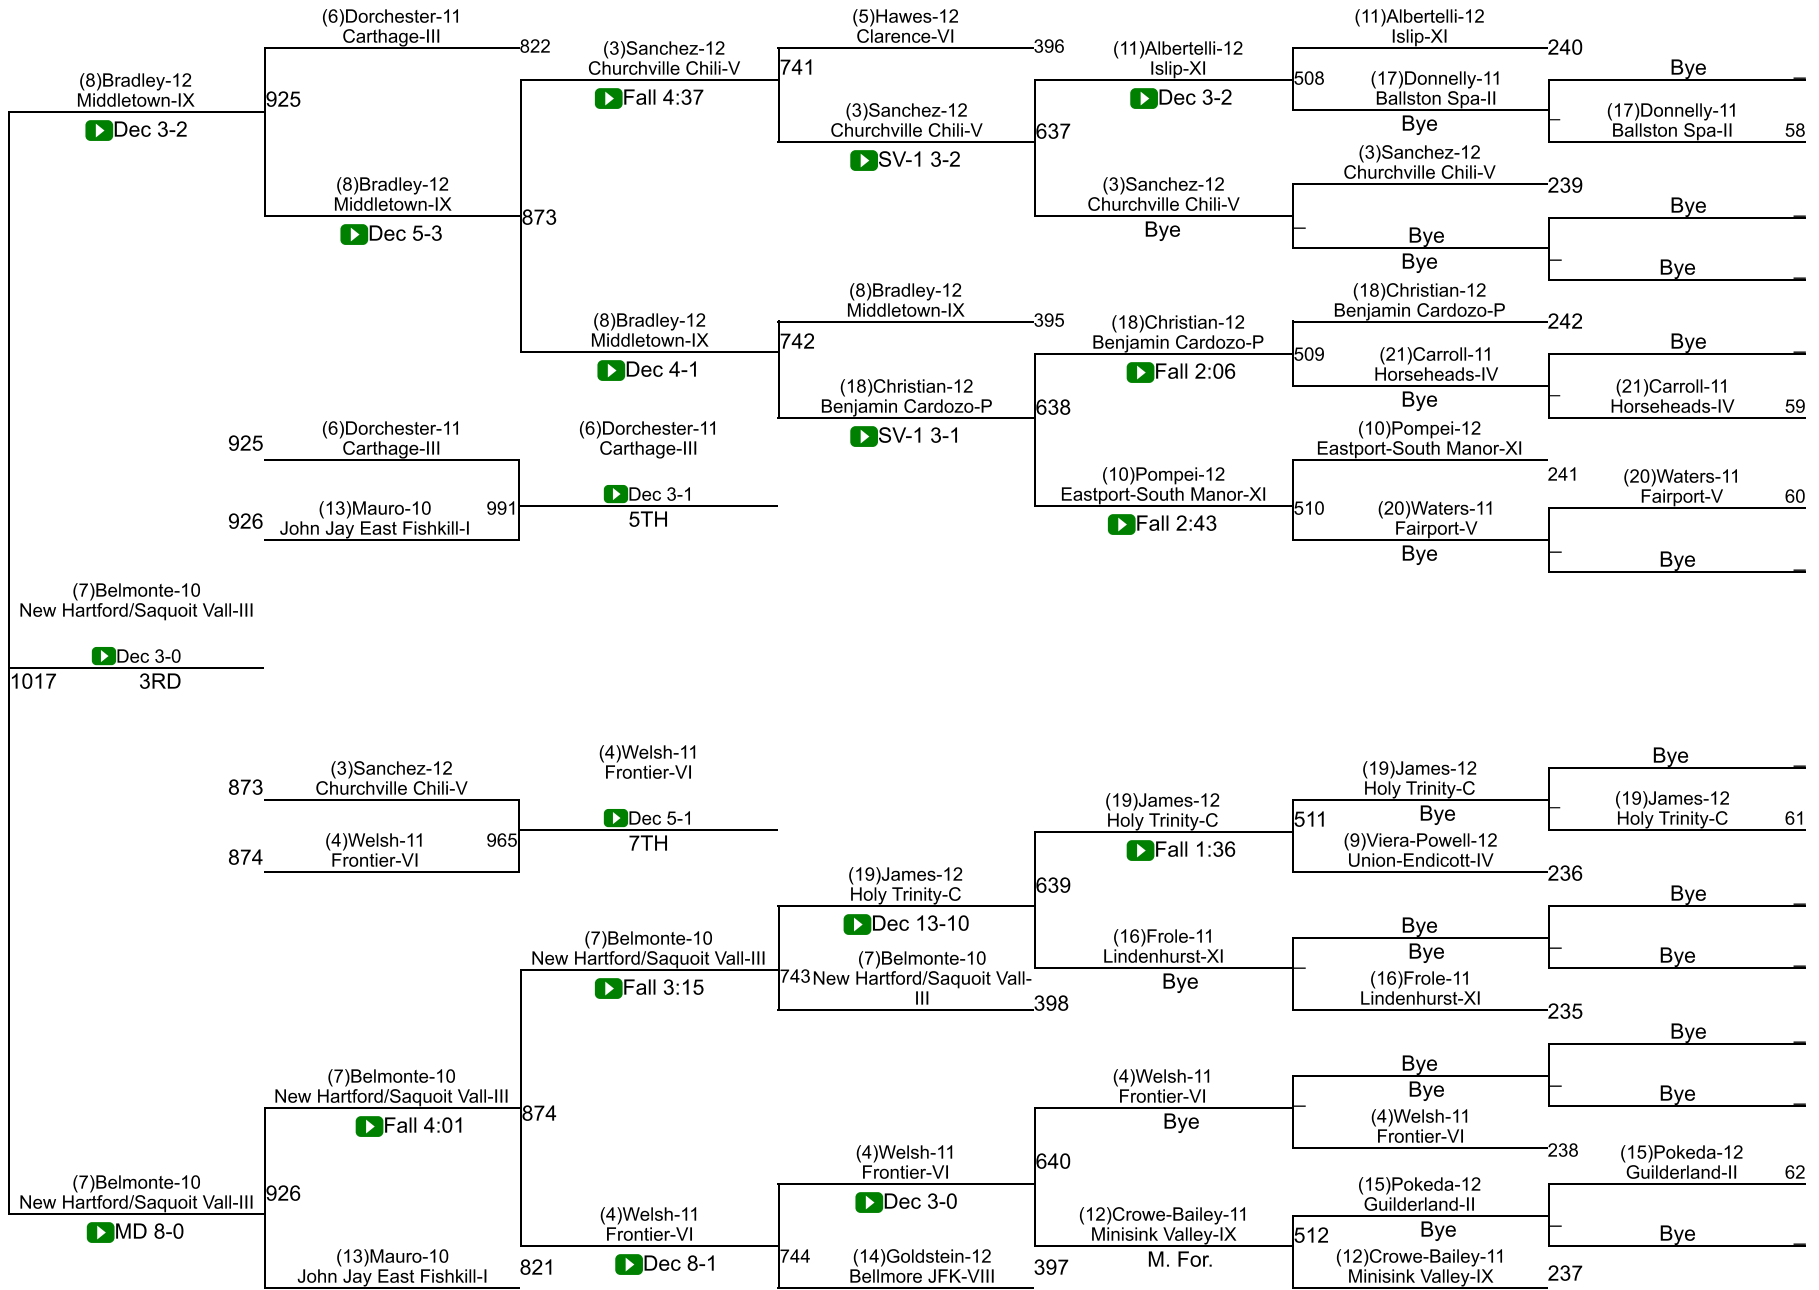 (6)Dorchester-11
Carthage-III
822
(8)Bradley-12
Middletown-IX
Dec 3-2
925
(8)Bradley-12
Middletown-IX
Dec 5-3
(3)Sanchez-12
Churchville Chili-V
Fall 4:37
873
(8)Bradley-12
Middletown-IX
Dec 4-1
741
(5)Hawes-12
Clarence-VI
396
(3)Sanchez-12
Churchville Chili-V
SV-1 3-2
742
(8)Bradley-12
Middletown-IX
395
(18)Christian-12
Benjamin Cardozo-P
SV-1 3-1
(11)Albertelli-12
Islip-XI
Dec 3-2
637
(3)Sanchez-12
Churchville Chili-V
Bye
(18)Christian-12
Benjamin Cardozo-P
Fall 2:06
638
(10)Pompei-12
Eastport-South Manor-XI
Fall 2:43
(11)Albertelli-12
Islip-XI
240
508
(17)Donnelly-11
Ballston Spa-II
Bye
(3)Sanchez-12
Churchville Chili-V
239
Bye
Bye
(18)Christian-12
Benjamin Cardozo-P
242
509
(21)Carroll-11
Horseheads-IV
Bye
(10)Pompei-12
Eastport-South Manor-XI
241
510
(20)Waters-11
Fairport-V
Bye
Bye
(17)Donnelly-11
Ballston Spa-II
58
Bye
Bye
Bye
(21)Carroll-11
Horseheads-IV
59
(20)Waters-11
Fairport-V
60
Bye
925
(6)Dorchester-11
Carthage-III
926
(13)Mauro-10
John Jay East Fishkill-I
991
(6)Dorchester-11
Carthage-III
Dec 3-1
5TH
(7)Belmonte-10
New Hartford/Saquoit Vall-III
Dec 3-0
1017
3RD
873
(3)Sanchez-12
Churchville Chili-V
874
(4)Welsh-11
Frontier-VI
965
(4)Welsh-11
Frontier-VI
Dec 5-1
7TH
(7)Belmonte-10
New Hartford/Saquoit Vall-III
MD 8-0
(7)Belmonte-10
New Hartford/Saquoit Vall-III
Fall 4:01
926
(13)Mauro-10
John Jay East Fishkill-I
821
(7)Belmonte-10
New Hartford/Saquoit Vall-III
Fall 3:15
874
(4)Welsh-11
Frontier-VI
Dec 8-1
(19)James-12
Holy Trinity-C
Dec 13-10
743
(7)Belmonte-10
New Hartford/Saquoit Vall-
III
398
(4)Welsh-11
Frontier-VI
Dec 3-0
744
(14)Goldstein-12
Bellmore JFK-VIII
397
(19)James-12
Holy Trinity-C
Fall 1:36
639
(16)Frole-11
Lindenhurst-XI
Bye
(4)Welsh-11
Frontier-VI
Bye
640
(12)Crowe-Bailey-11
Minisink Valley-IX
M. For.
(19)James-12
Holy Trinity-C
Bye
511
(9)Viera-Powell-12
Union-Endicott-IV
236
Bye
Bye
(16)Frole-11
Lindenhurst-XI
235
Bye
Bye
(4)Welsh-11
Frontier-VI
238
(15)Pokeda-12
Guilderland-II
Bye
512
(12)Crowe-Bailey-11
Minisink Valley-IX
237
Bye
(19)James-12
Holy Trinity-C
61
Bye
Bye
Bye
Bye
(15)Pokeda-12
Guilderland-II
62
Bye